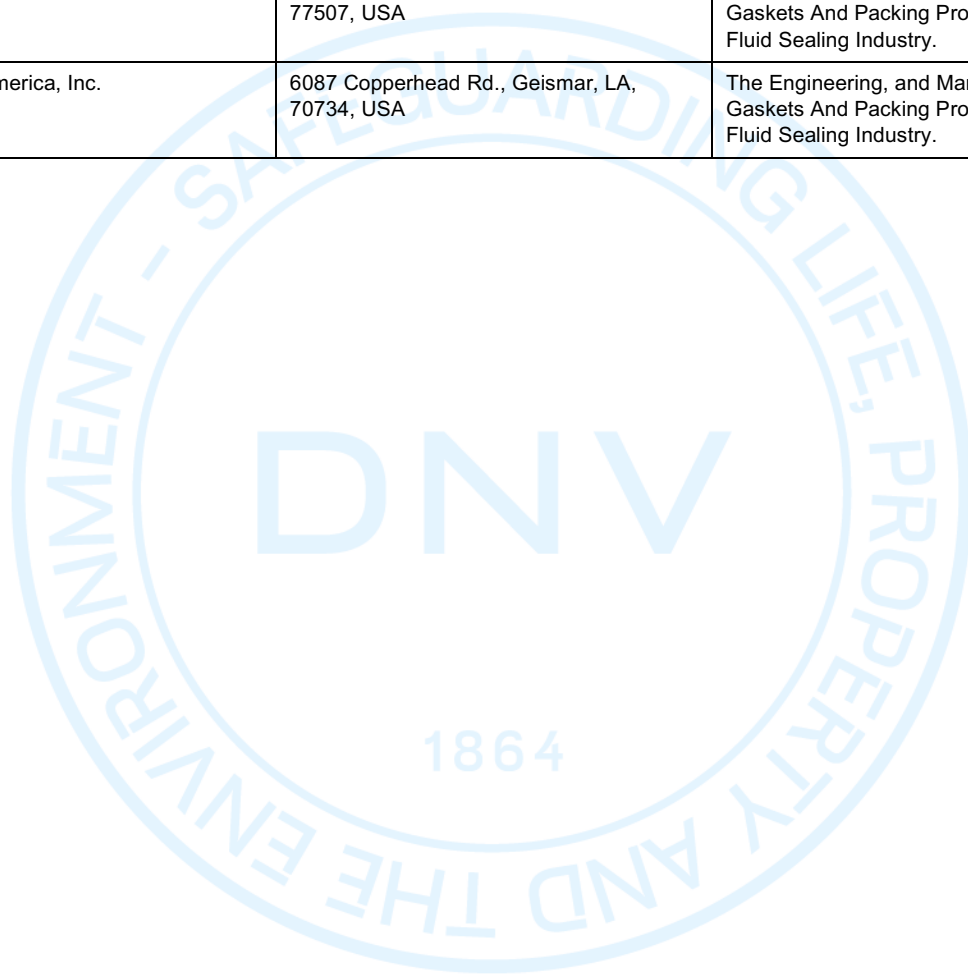 77507, USA
Gaskets And Packing Pro
Fluid Sealing Industry.
merica, Inc.
6087 Copperhead Rd., Geismar, LA,
70734, USA
The Engineering, and Mar
Gaskets And Packing Pro
Fluid Sealing Industry.
SAFEGUARDING LIFE, PROPERTY AND THE ENVIRONMENT -
DNV
1864